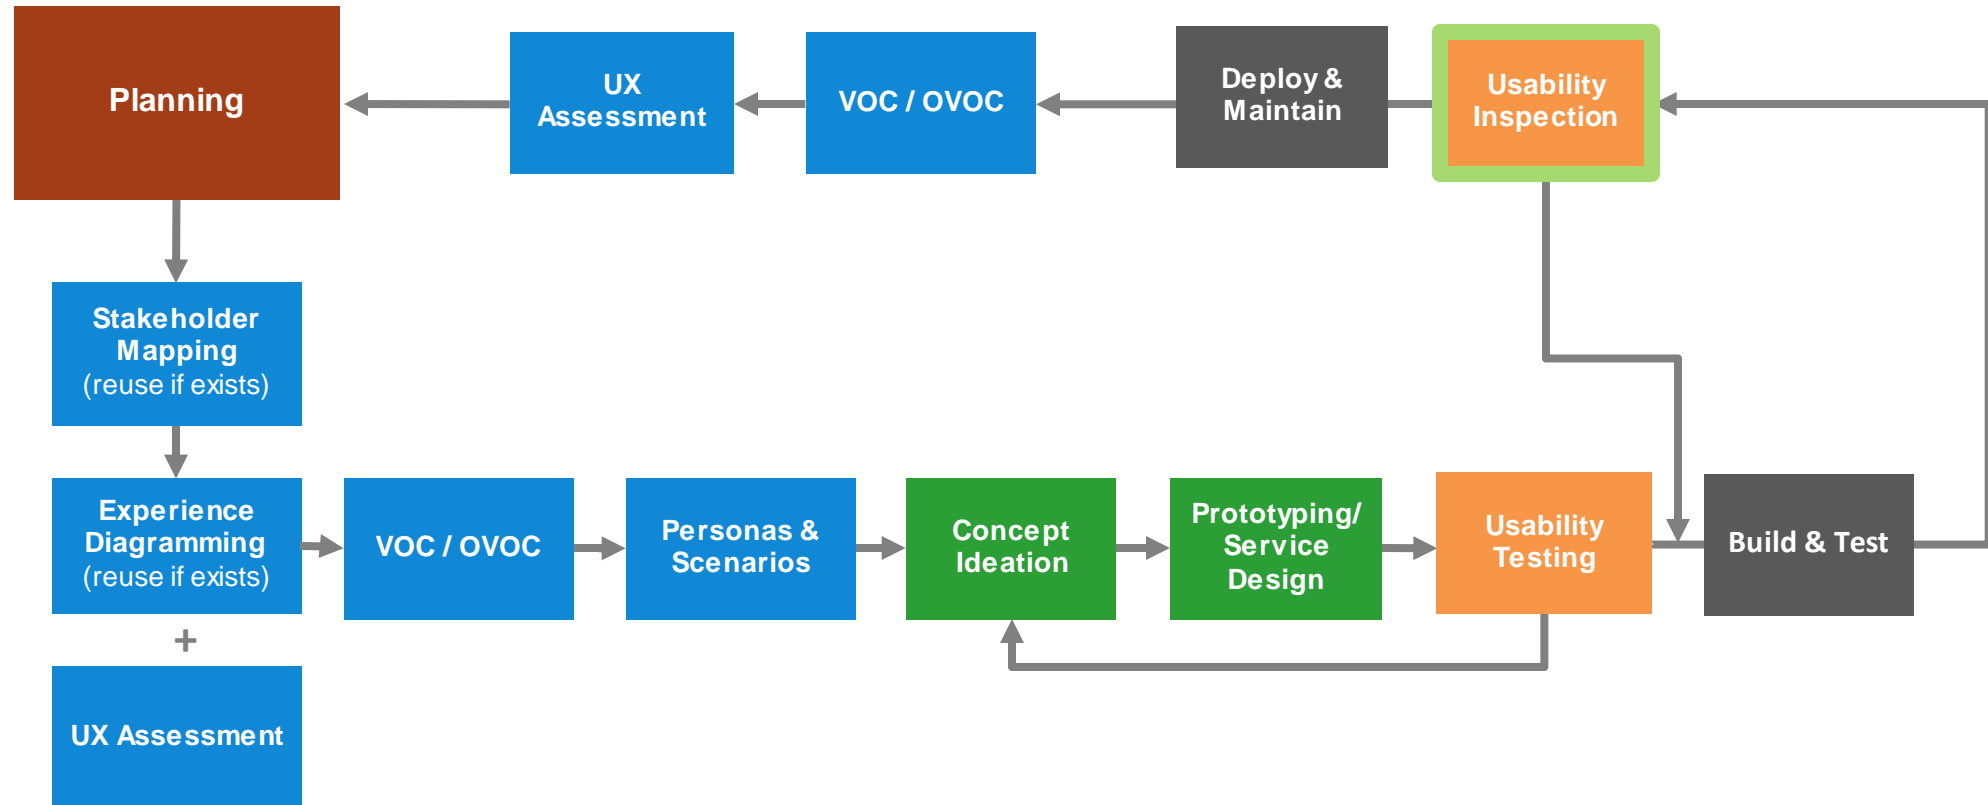 Planning
UX
Assessment
VOC / OVOC
Deploy &
Maintain
Usability
Inspection
Stakeholder
Mapping
(reuse if exists)
Experience
Diagramming
(reuse if exists)
VOC / OVOC
Personas &
Scenarios
Concept
Ideation
Prototyping/
Service
Design
Usability
Testing
Build & Test
+
UX Assessment